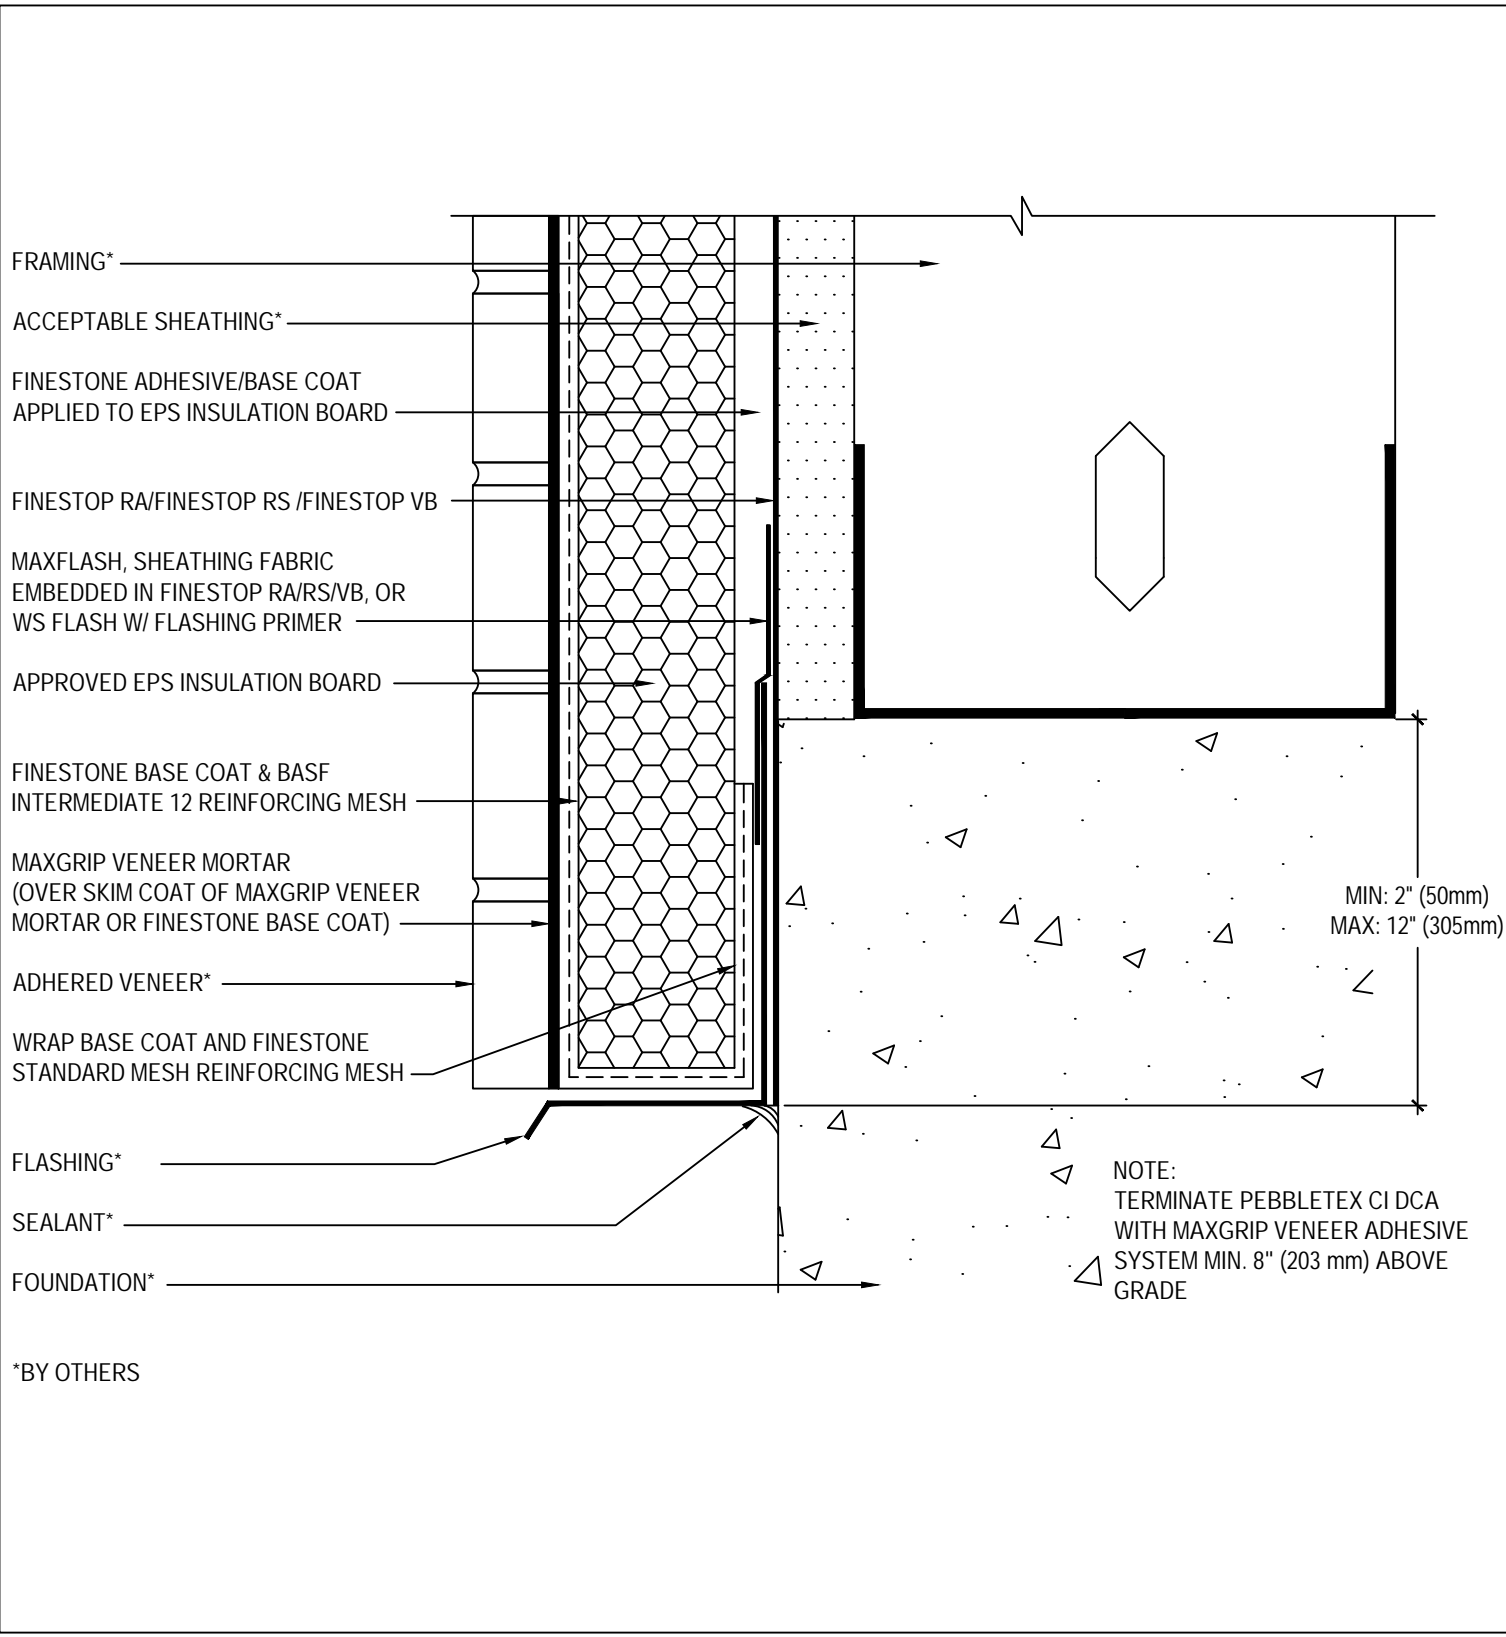 FRAMING*
ACCEPTABLE SHEATHING*
FINESTONE ADHESIVE/BASE COAT
APPLIED TO EPS INSULATION BOARD
FINESTOP RA/FINESTOP RS /FINESTOP VB
MAXFLASH, SHEATHING FABRIC
EMBEDDED IN FINESTOP RA/RS/VB, OR
WS FLASH W/ FLASHING PRIMER
APPROVED EPS INSULATION BOARD
FINESTONE BASE COAT & BASF
INTERMEDIATE 12 REINFORCING MESH
MAXGRIP VENEER MORTAR
(OVER SKIM COAT OF MAXGRIP VENEER
MORTAR OR FINESTONE BASE COAT)
ADHERED VENEER*
WRAP BASE COAT AND FINESTONE
STANDARD MESH REINFORCING MESH
FLASHING*
SEALANT*
FOUNDATION*
*BY OTHERS
MIN: 2" (50mm)
MAX: 12" (305mm)
NOTE:
TERMINATE PEBBLETEX CI DCA
WITH MAXGRIP VENEER ADHESIVE
SYSTEM MIN. 8" (203 mm) ABOVE
GRADE